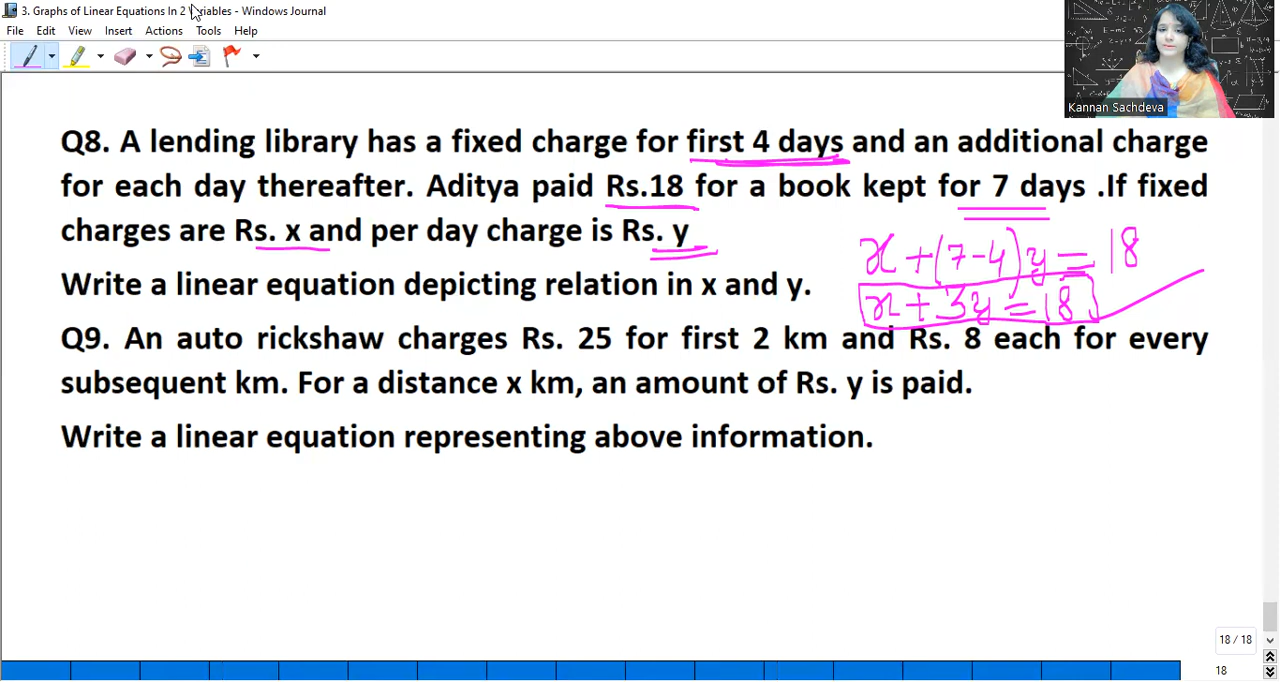 3. Graphs of Linear Equations In 2 Variables - Windows Journal
File Edit View Insert Actions Tools Help
Kannan Sachdeva
Q8. A lending library has a fixed charge for first 4 days and an additional charge
for each day thereafter. Aditya paid Rs.18 for a book kept for 7 days .If fixed
charges are Rs. x and per day charge is Rs. y
x + (7-4) y = 18
Write a linear equation depicting relation in x and y.
x + 3y = 18
Q9. An auto rickshaw charges Rs. 25 for first 2 km and Rs. 8 each for every
subsequent km. For a distance x km, an amount of Rs. y is paid.
Write a linear equation representing above information.
18 / 18
18